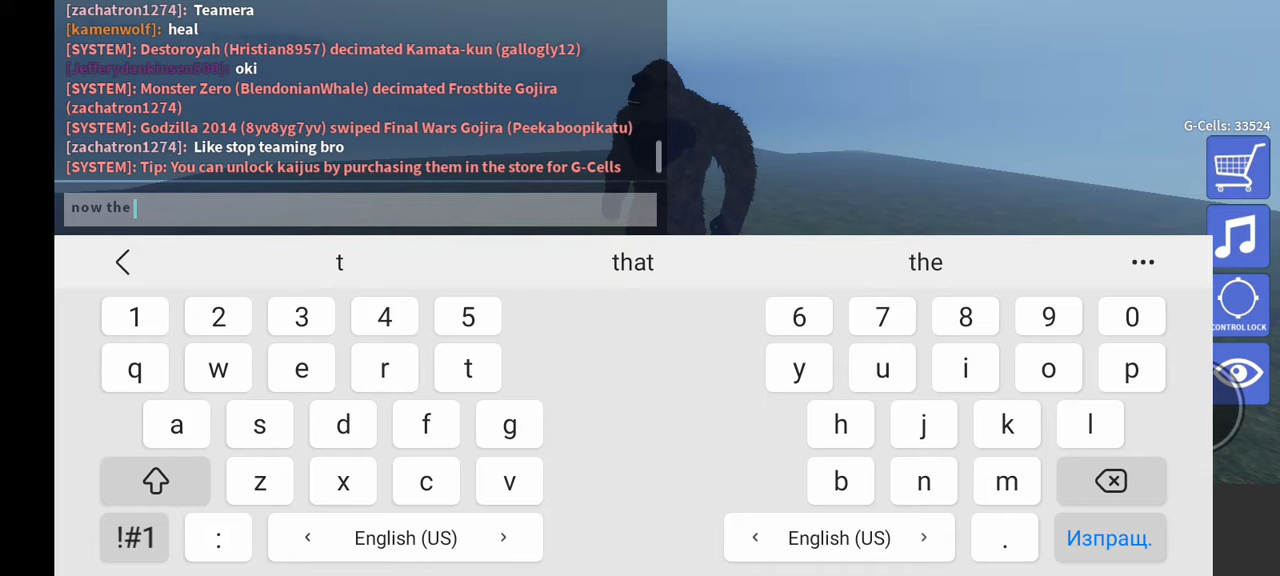 [zachatron1274]: Teamera
[kamenwolf]: heal
[SYSTEM]: Destoroyah (Hristian8957) decimated Kamata-kun (gallogly12)
[Jefferydankinsen500]: oki
[SYSTEM]: Monster Zero (BlendonianWhale) decimated Frostbite Gojira
(zachatron1274)
[SYSTEM]: Godzilla 2014 (8yv8yg7yv) swiped Final Wars Gojira (Peekaboopikatu)
[zachatron1274]: Like stop teaming bro
[SYSTEM]: Tip: You can unlock kaijus by purchasing them in the store for G-Cells
now the
G-Cells: 33524
CONTROL LOCK
t that the
1 2 3 4 5 6 7 8 9 0
q w e r t y u i o p
a s d f g h j k l
z x c v b n m
!#1 : English (US) English (US) . Изпращ.